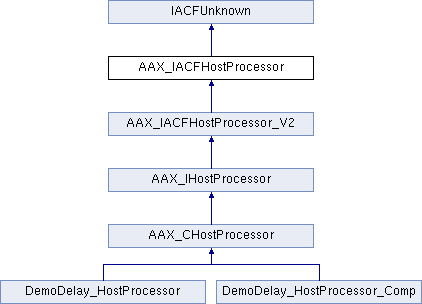 IACFUnknown
AAX_IACFHostProcessor
AAX_IACFHostProcessor_V2
AAX_IHostProcessor
AAX_CHostProcessor
DemoDelay_HostProcessor
DemoDelay_HostProcessor_Comp